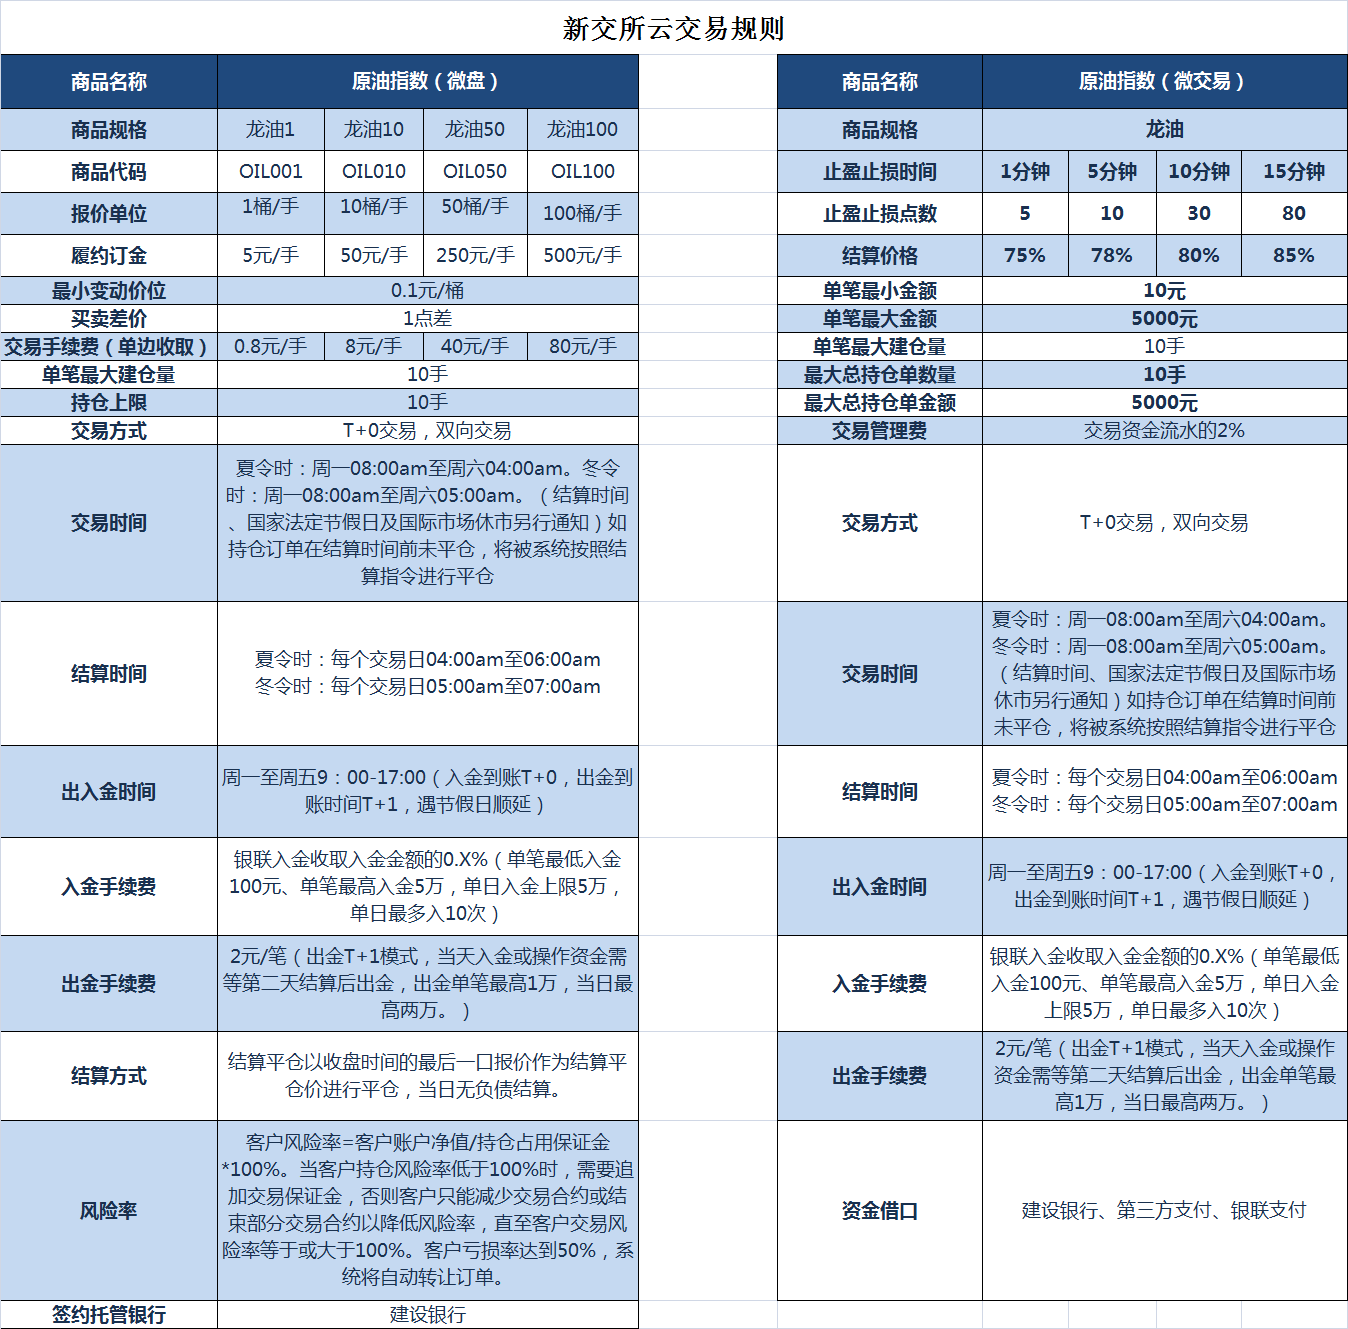 新交所云交易规则
商品名称 原油指数（微盘）
商品规格 龙油1 龙油10 龙油50 龙油100
商品代码 OIL001 OIL010 OIL050 OIL100
报价单位 1桶/手 10桶/手 50桶/手 100桶/手
履约订金 5元/手 50元/手 250元/手 500元/手
最小变动价位 0.1元/桶
买卖差价 1点差
交易手续费（单边收取） 0.8元/手 8元/手 40元/手 80元/手
单笔最大建仓量 10手
持仓上限 10手
交易方式 T+0交易，双向交易
交易时间
夏令时：周一08:00am至周六04:00am。冬令
时：周一08:00am至周六05:00am。（结算时间
、国家法定节假日及国际市场休市另行通知）如
持仓订单在结算时间前未平仓，将被系统按照结
算指令进行平仓
结算时间
夏令时：每个交易日04:00am至06:00am
冬令时：每个交易日05:00am至07:00am
出入金时间
周一至周五9：00-17:00（入金到账T+0，出金到
账时间T+1，遇节假日顺延）
入金手续费
银联入金收取入金金额的0.X%（单笔最低入金
100元、单笔最高入金5万，单日入金上限5万，
单日最多入10次）
出金手续费
2元/笔（出金T+1模式，当天入金或操作资金需
等第二天结算后出金，出金单笔最高1万，当日最
高两万。）
结算方式
结算平仓以收盘时间的最后一口报价作为结算平
仓价进行平仓，当日无负债结算。
风险率
客户风险率=客户账户净值/持仓占用保证金
*100%。当客户持仓风险率低于100%时，需要追
加交易保证金，否则客户只能减少交易合约或结
束部分交易合约以降低风险率，直至客户交易风
险率等于或大于100%。客户亏损率达到50%，系
统将自动转让订单。
签约托管银行 建设银行
商品名称 原油指数（微交易）
商品规格 龙油
止盈止损时间 1分钟 5分钟 10分钟 15分钟
止盈止损点数 5 10 30 80
结算价格 75% 78% 80% 85%
单笔最小金额 10元
单笔最大金额 5000元
单笔最大建仓量 10手
最大总持仓单数量 10手
最大总持仓单金额 5000元
交易管理费 交易资金流水的2%
交易方式 T+0交易，双向交易
交易时间
夏令时：周一08:00am至周六04:00am。
冬令时：周一08:00am至周六05:00am。
（结算时间、国家法定节假日及国际市场
休市另行通知）如持仓订单在结算时间前
未平仓，将被系统按照结算指令进行平仓
结算时间
夏令时：每个交易日04:00am至06:00am
冬令时：每个交易日05:00am至07:00am
出入金时间
周一至周五9：00-17:00（入金到账T+0，
出金到账时间T+1，遇节假日顺延）
入金手续费
银联入金收取入金金额的0.X%（单笔最低
入金100元、单笔最高入金5万，单日入金
上限5万，单日最多入10次）
出金手续费
2元/笔（出金T+1模式，当天入金或操作
资金需等第二天结算后出金，出金单笔最
高1万，当日最高两万。）
资金借口 建设银行、第三方支付、银联支付